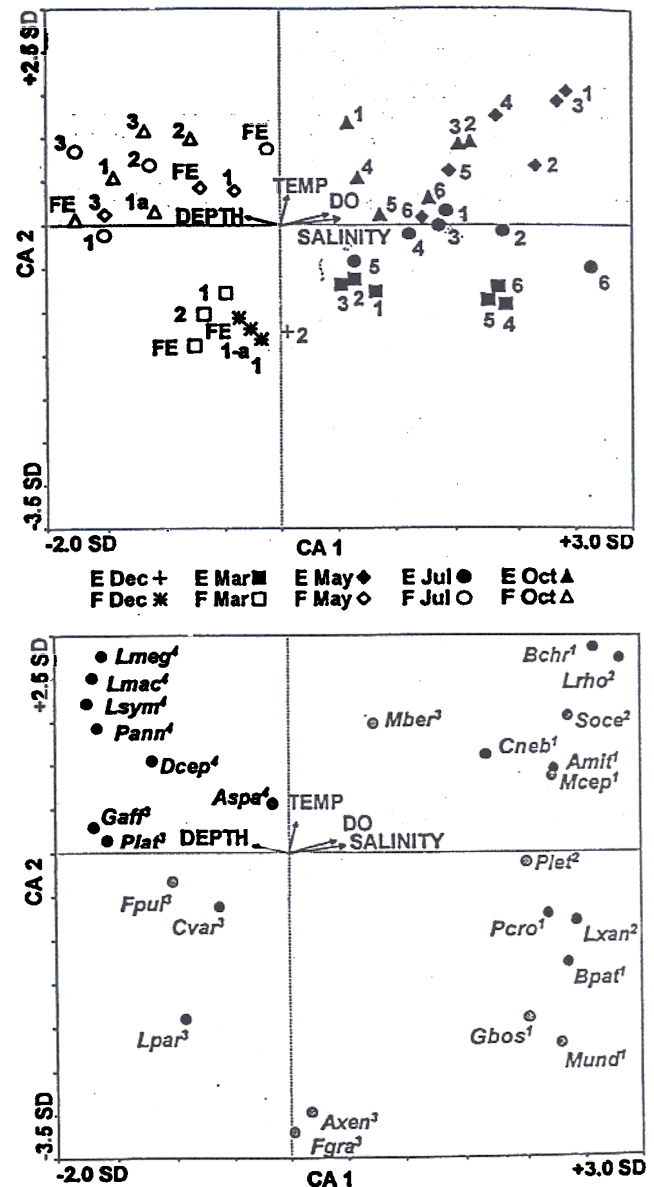 +2.5 SD
1
4
3 1
3
2
FE
3 2
3
2
1
4
5
2
FE
1
TEMP
DO
5
6
6
FE
3
1a
DEPTH
1
1
SALINITY
4
3
2
CA 2
5
6
1
3 2 1
6
2
FE
+2
5 4
FE
1-a
1
-3.5 SD
-2.0 SD
CA 1
+3.0 SD
E Dec + E Mar■ E May◆ E Jul● E Oct▲
F Dec ✱ F Mar□ F May◇ F Jul○ F Oct△
+2.5 SD
Lmeg⁴
Bchr¹
Lmac⁴
Lrho²
Lsym⁴
Mber³
Soce²
Pann⁴
Cneb¹
Dcep⁴
Amit¹
Mcep¹
Aspa⁴
TEMP
Gaff³
DO
Plat³
DEPTH
SALINITY
CA 2
Plet²
Fpul³
Cvar³
Pcro¹
Lxan²
Bpat¹
Lpar³
Gbos¹
Mund¹
Axen³
Fgra³
-3.5 SD
-2.0 SD
CA 1
+3.0 SD